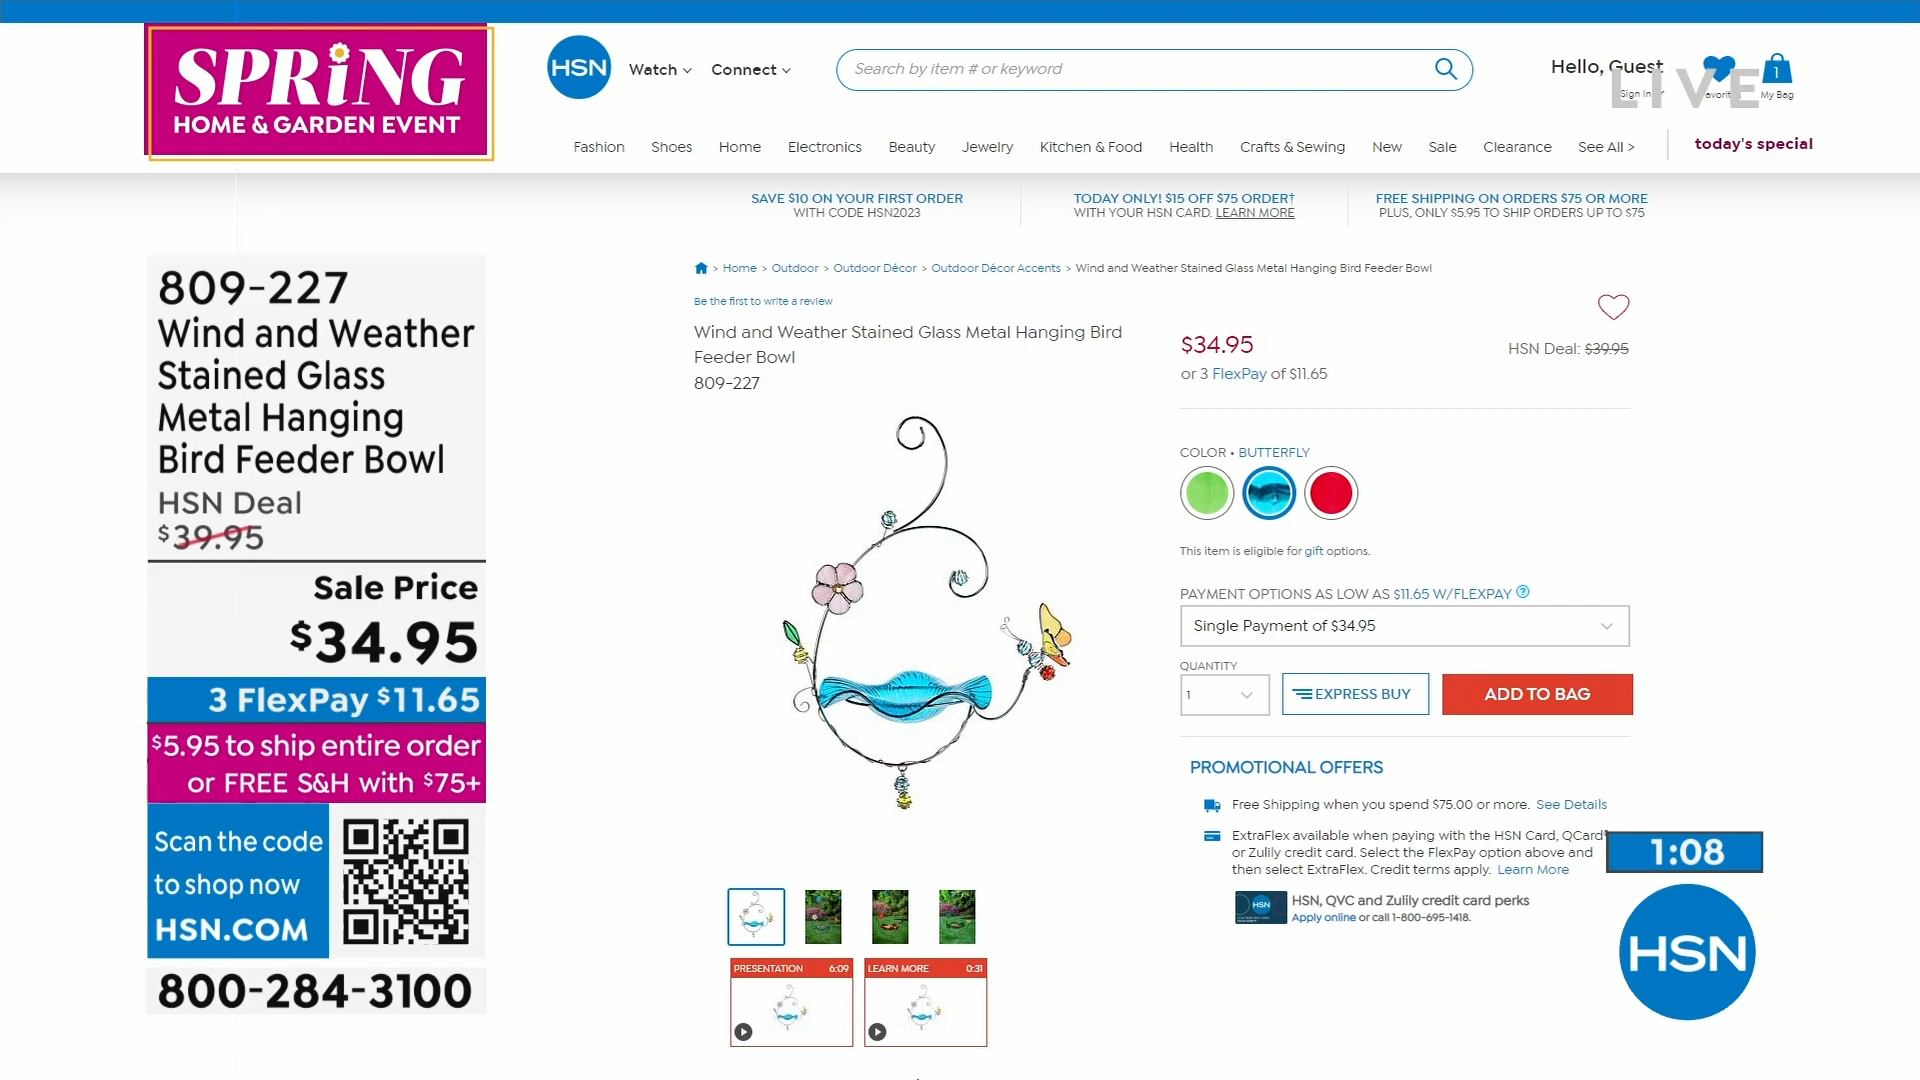 SPRiNG
HOME & GARDEN EVENT
HSN
Watch
Connect
Search by item # or keyword
Hello, Guest
Sign In
Favorit
1
My Bag
LIVE
Fashion
Shoes
Home
Electronics
Beauty
Jewelry
Kitchen & Food
Health
Crafts & Sewing
New
Sale
Clearance
See All >
today's special
SAVE $10 ON YOUR FIRST ORDER
WITH CODE HSN2023
TODAY ONLY! $15 OFF $75 ORDER†
WITH YOUR HSN CARD. LEARN MORE
FREE SHIPPING ON ORDERS $75 OR MORE
PLUS, ONLY $5.95 TO SHIP ORDERS UP TO $75
809-227
Wind and Weather
Stained Glass
Metal Hanging
Bird Feeder Bowl
HSN Deal
$39.95
Sale Price
$34.95
3 FlexPay $11.65
$5.95 to ship entire order
or FREE S&H with $75+
Scan the code
to shop now
HSN.COM
800-284-3100
> Home > Outdoor > Outdoor Décor > Outdoor Décor Accents > Wind and Weather Stained Glass Metal Hanging Bird Feeder Bowl
Be the first to write a review
Wind and Weather Stained Glass Metal Hanging Bird
Feeder Bowl
809-227
$34.95
HSN Deal: $39.95
or 3 FlexPay of $11.65
COLOR • BUTTERFLY
This item is eligible for gift options.
PAYMENT OPTIONS AS LOW AS $11.65 W/FLEXPAY ?
Single Payment of $34.95
QUANTITY
1
EXPRESS BUY
ADD TO BAG
PROMOTIONAL OFFERS
Free Shipping when you spend $75.00 or more. See Details
ExtraFlex available when paying with the HSN Card, QCard®
or Zulily credit card. Select the FlexPay option above and
then select ExtraFlex. Credit terms apply. Learn More
HSN
HSN, QVC and Zulily credit card perks
Apply online or call 1-800-695-1418.
PRESENTATION 6:09
LEARN MORE 0:31
1:08
HSN